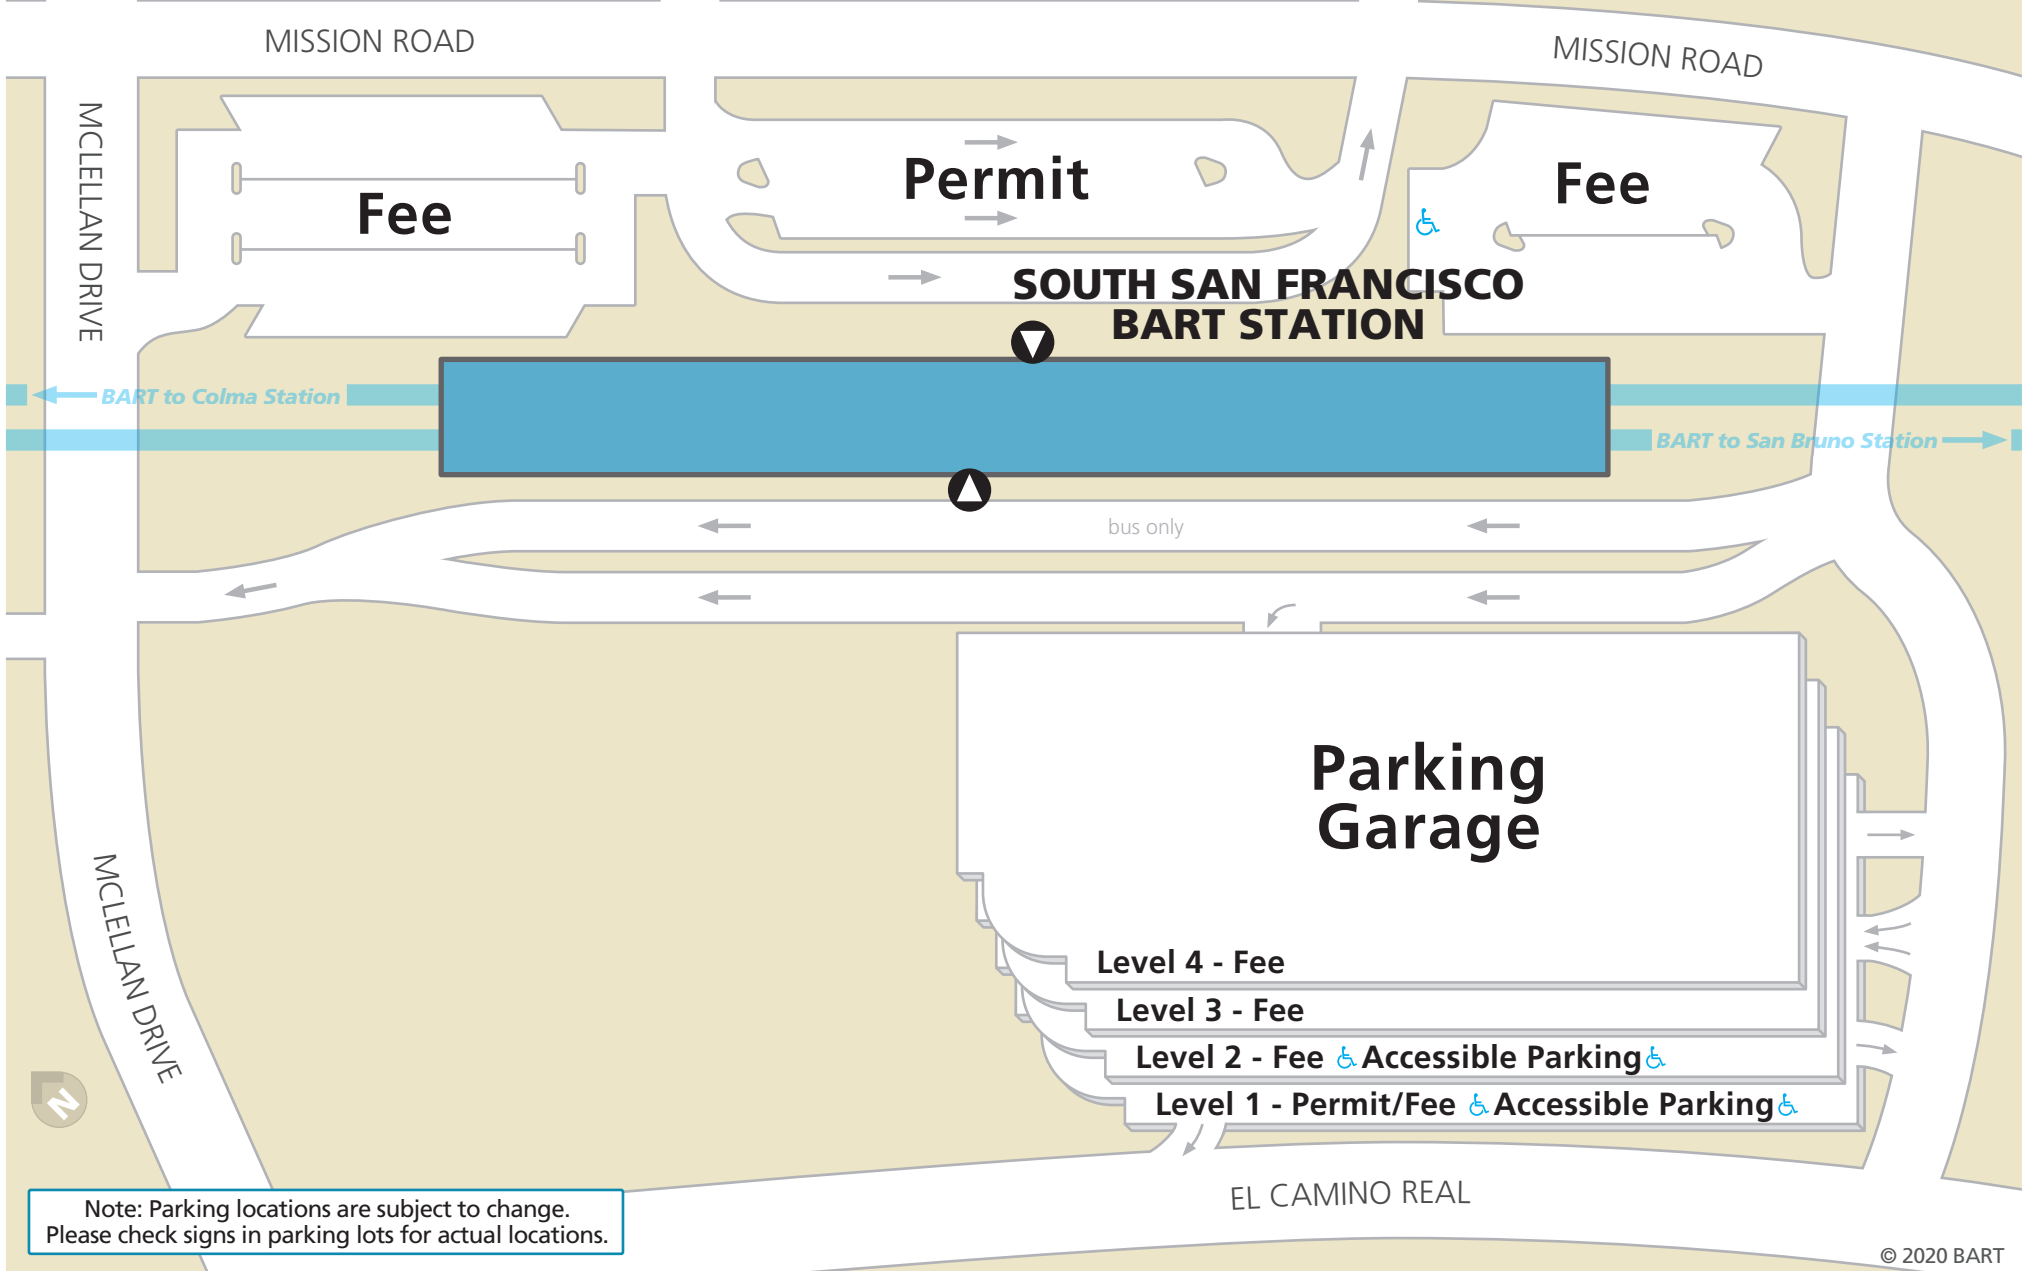 MISSION ROAD
MISSION ROAD
MCLELLAN DRIVE
Fee
Permit
Fee
SOUTH SAN FRANCISCO
BART STATION
BART to Colma Station
BART to San Bruno Station
bus only
Parking
Garage
Level 4 - Fee
Level 3 - Fee
Level 2 - Fee Accessible Parking
Level 1 - Permit/Fee Accessible Parking
MCLELLAN DRIVE
N
EL CAMINO REAL
Note: Parking locations are subject to change.
Please check signs in parking lots for actual locations.
© 2020 BART